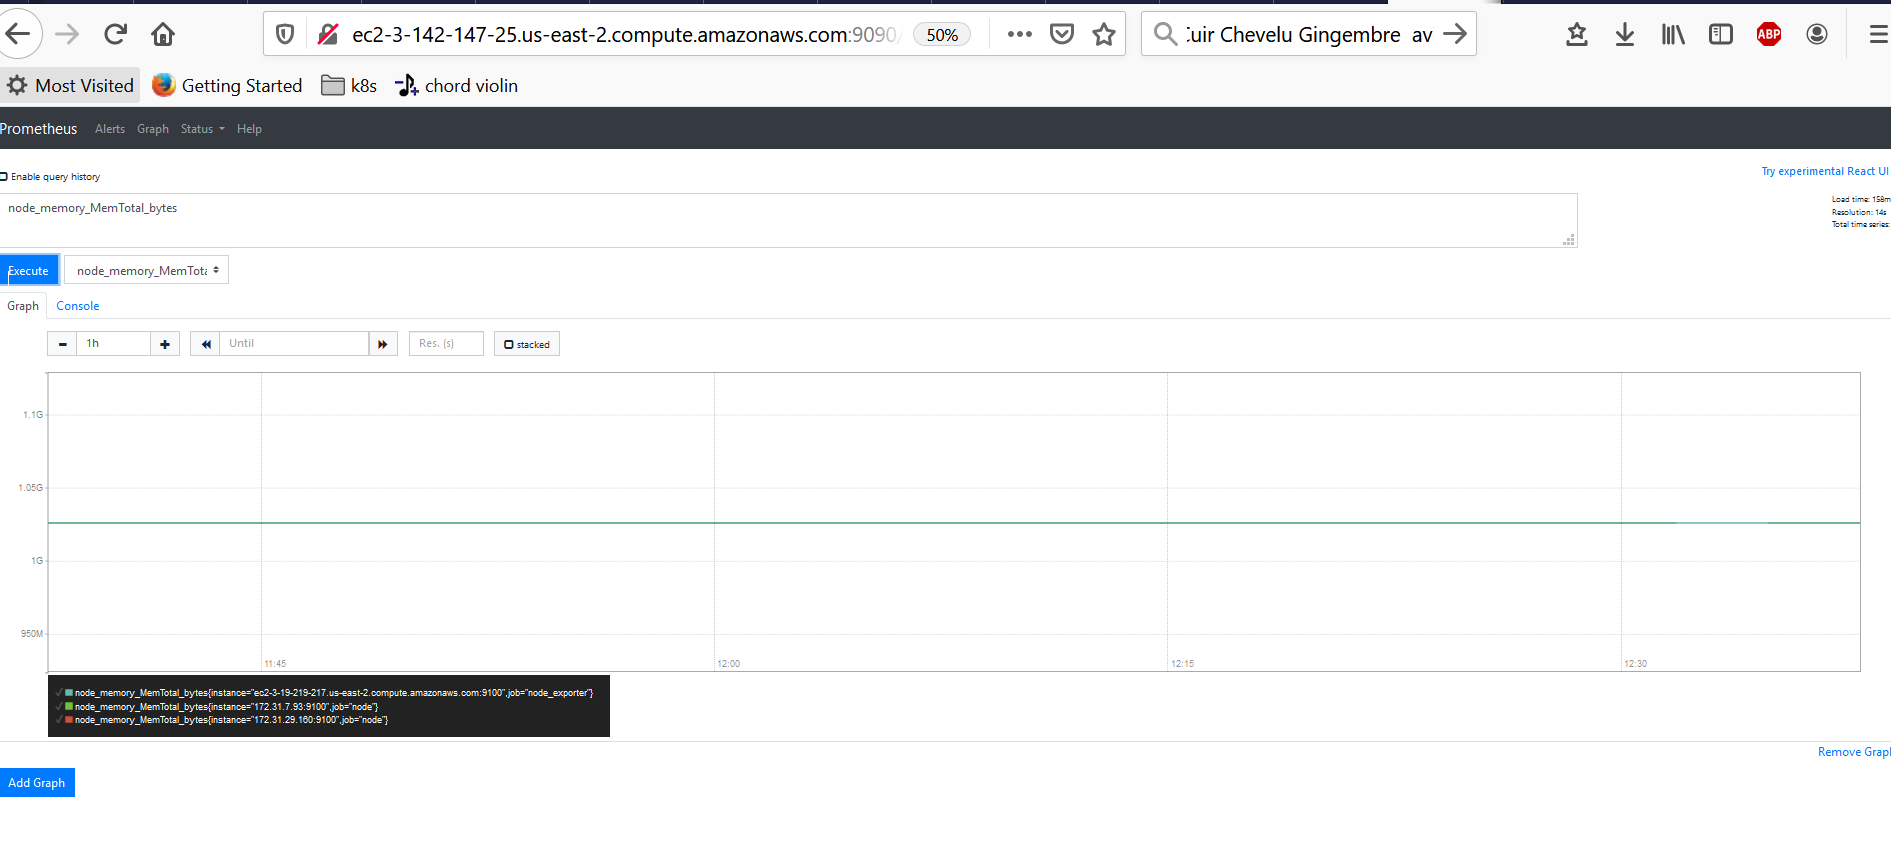 ec2-3-142-147-25.us-east-2.compute.amazonaws.com:9090/ 50% Cuir Chevelu Gingembre av ABP
Most Visited Getting Started k8s chord violin
Prometheus Alerts Graph Status Help
Enable query history Try experimental React UI
node_memory_MemTotal_bytes
Load time: 158m
Resolution: 14s
Total time series:
Execute node_memory_MemTota
Graph Console
1h Until Res. (s) stacked
1.1G
1.05G
1G
950M
11:45 12:00 12:15 12:30
node_memory_MemTotal_bytes{instance="ec2-3-19-219-217.us-east-2.compute.amazonaws.com:9100",job="node_exporter"}
node_memory_MemTotal_bytes{instance="172.31.7.93:9100",job="node"}
node_memory_MemTotal_bytes{instance="172.31.29.160:9100",job="node"}
Remove Graph
Add Graph